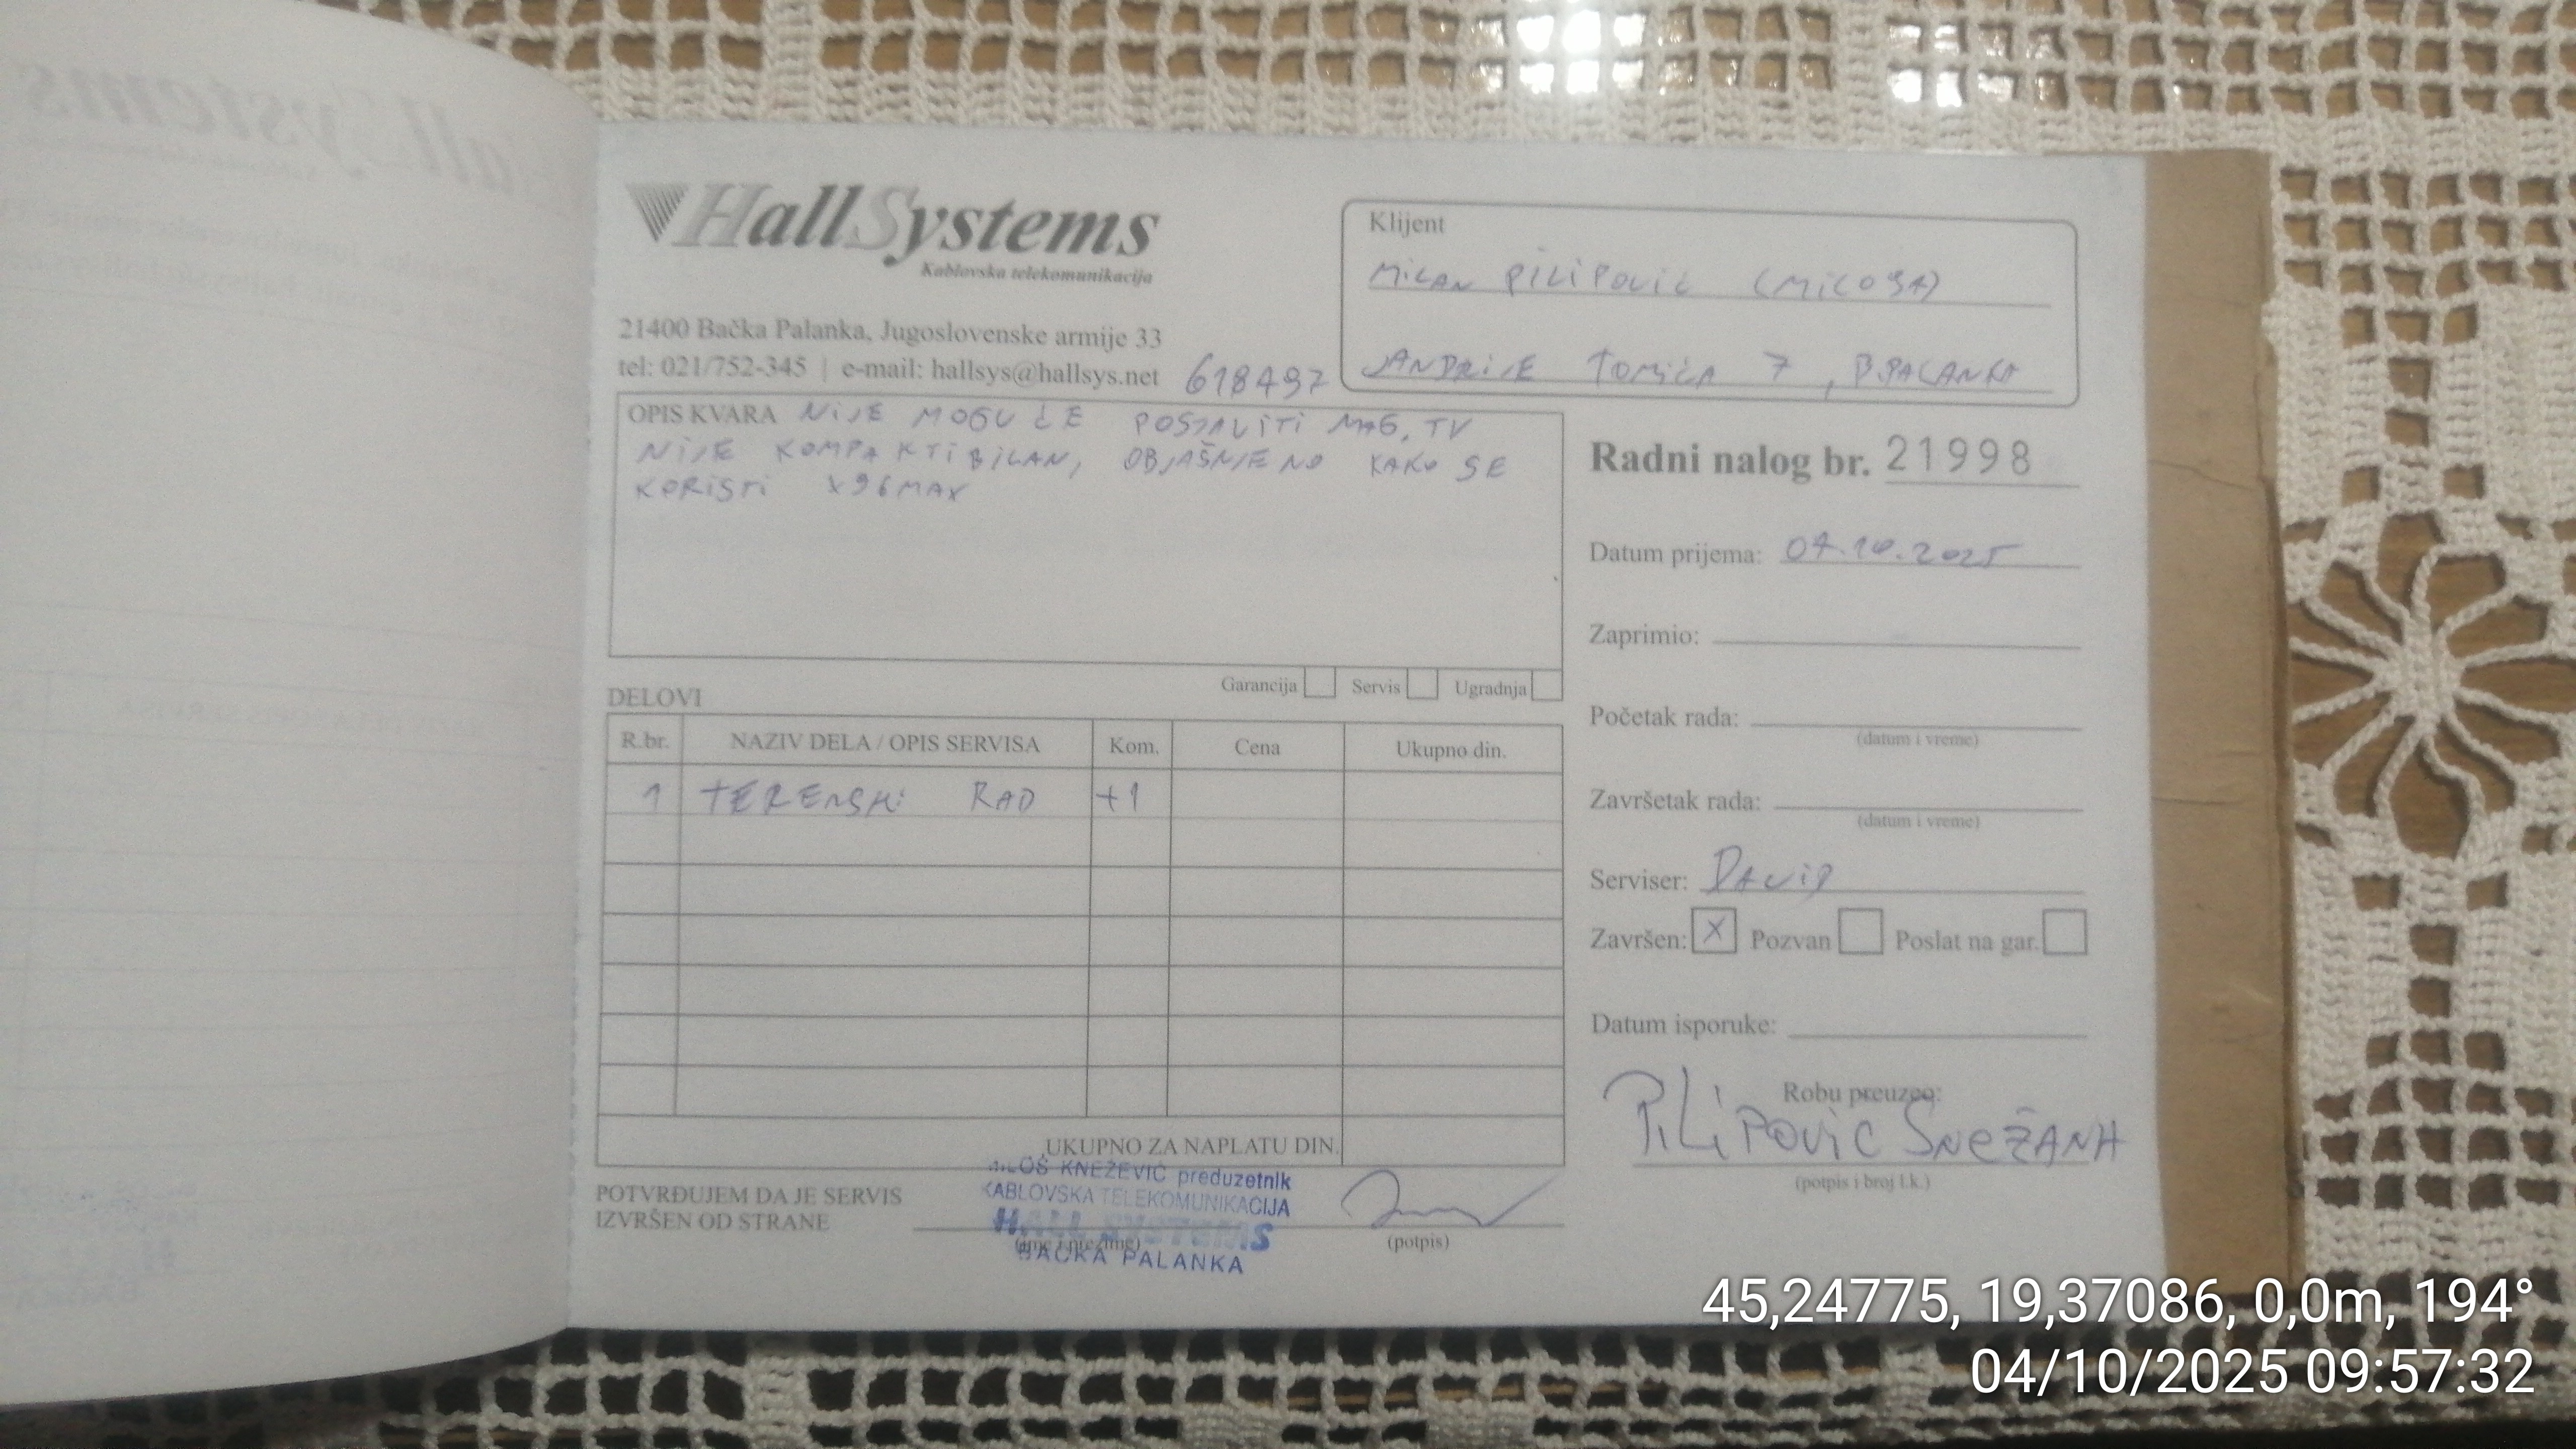 HallSystems
Kablovska telekomunikacija
21400 Bačka Palanka, Jugoslovenske armije 33
tel: 021/752-345 | e-mail: hallsys@hallsys.net
618497
Klijent
MILAN PILIPOVIĆ (MILOŠA)
ANDRIJE TOMIĆA 7, B.PALANKA
OPIS KVARA NIJE MOGUĆE POSTAVITI MAG, TV
NIJE KOMPAKTIBILAN, OBJAŠNJENO KAKO SE
KORISTI X96MAX
Garancija Servis Ugradnja
Radni nalog br. 21998
Datum prijema: 04.10.2025
Zaprimio:
Početak rada:
(datum i vreme)
Završetak rada:
(datum i vreme)
Serviser: DAVID
Završen: X Pozvan Poslat na gar.
Datum isporuke:
Robu preuzeo:
PILIPOVIĆ SNEŽANA
(potpis i broj l.k.)
DELOVI
R.br. NAZIV DELA / OPIS SERVISA Kom. Cena Ukupno din.
1 TERENSKI RAD +1
UKUPNO ZA NAPLATU DIN.
POTVRĐUJEM DA JE SERVIS
IZVRŠEN OD STRANE
(ime i prezime)
(potpis)
MILOŠ KNEŽEVIĆ preduzetnik
KABLOVSKA TELEKOMUNIKACIJA
HALL SYSTEMS
BAČKA PALANKA
45,24775, 19,37086, 0,0m, 194°
04/10/2025 09:57:32